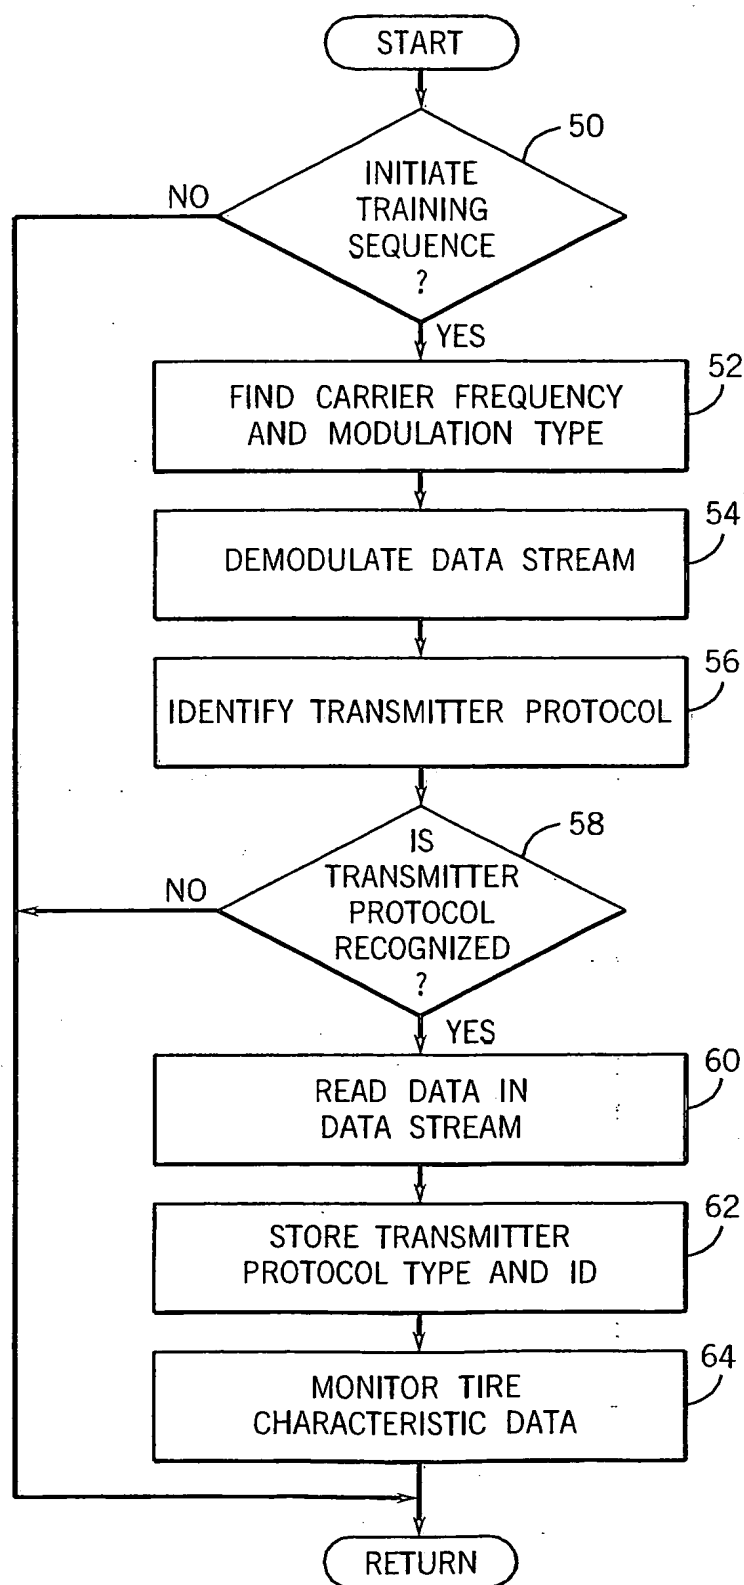 START
50
INITIATE
TRAINING
SEQUENCE
?
NO
YES
52
FIND CARRIER FREQUENCY
AND MODULATION TYPE
54
DEMODULATE DATA STREAM
56
IDENTIFY TRANSMITTER PROTOCOL
58
IS
TRANSMITTER
PROTOCOL
RECOGNIZED
?
NO
YES
60
READ DATA IN
DATA STREAM
62
STORE TRANSMITTER
PROTOCOL TYPE AND ID
64
MONITOR TIRE
CHARACTERISTIC DATA
RETURN